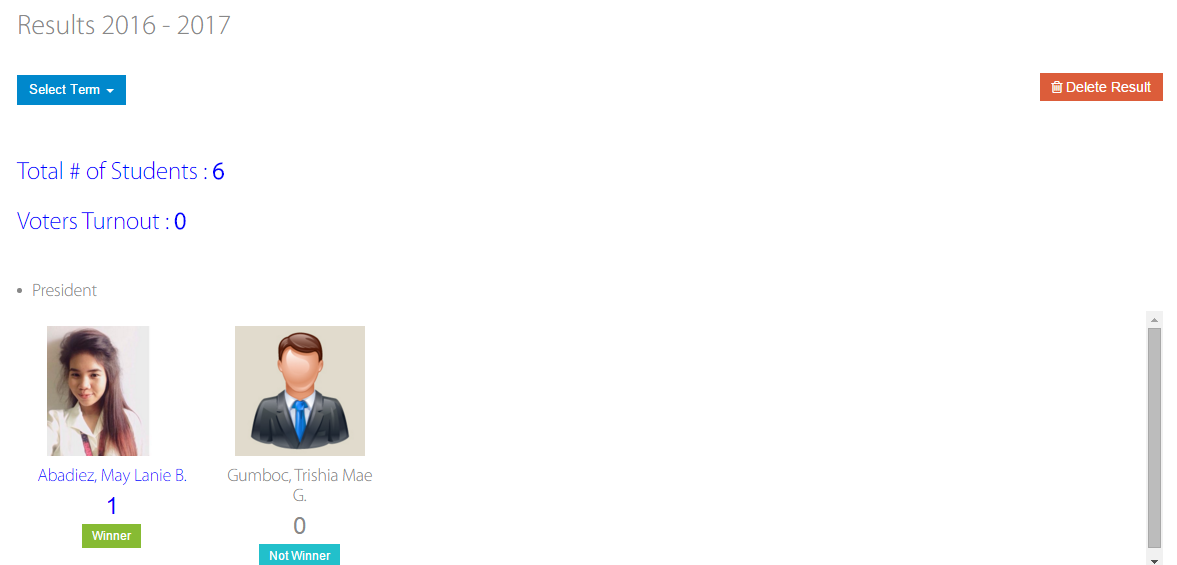 Results 2016 - 2017
Select Term
Delete Result
Total # of Students : 6
Voters Turnout : 0
President
Abadiez, May Lanie B.
1
Winner
Gumboc, Trishia Mae
G.
0
Not Winner